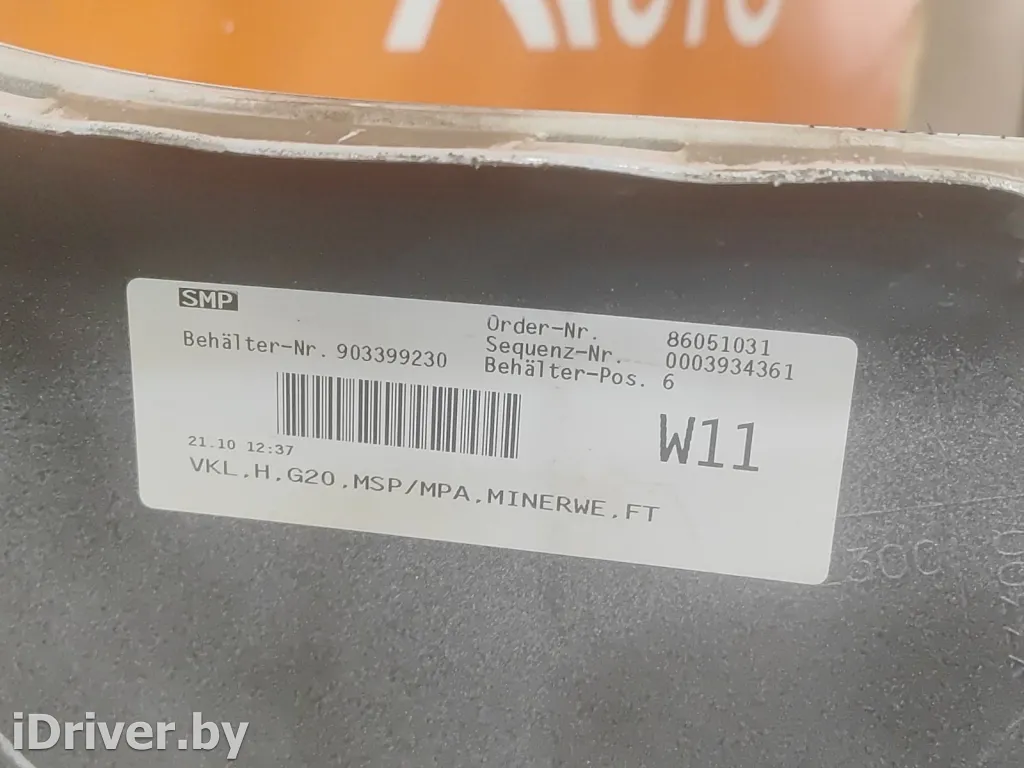 SMP
Order-Nr. 86051031
Sequenz-Nr. 0003934361
Behälter-Nr. 903399230
Behälter-Pos. 6
W11
21.10 12:37
VKL,H,G20,MSP/MPA,MINERWE,FT
30C
iDriver.by